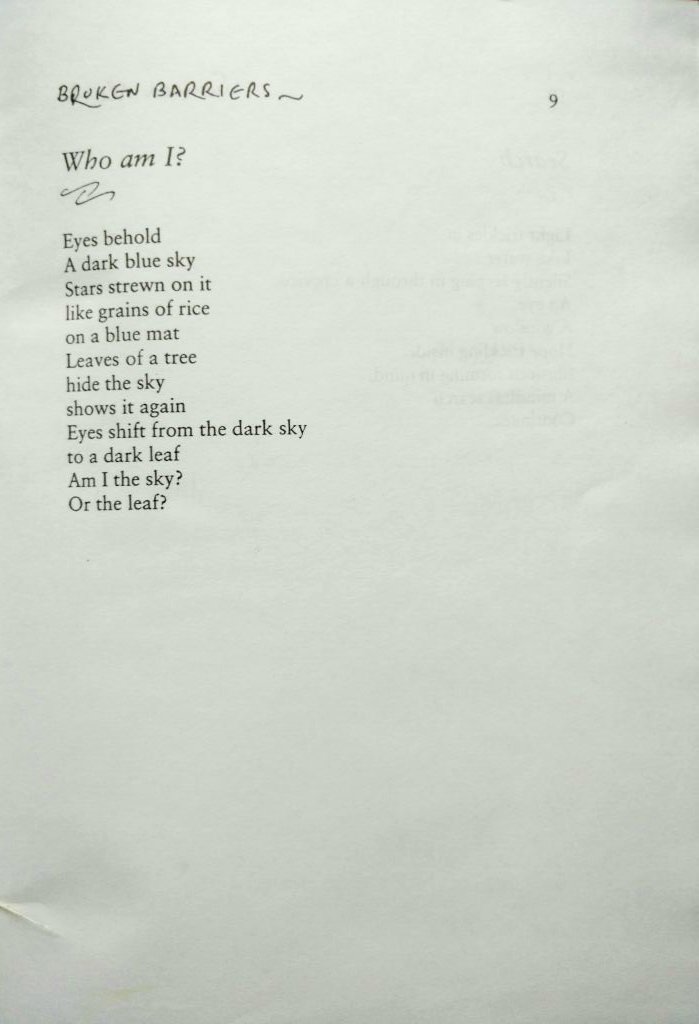 BROKEN BARRIERS
9
Who am I?
Eyes behold
A dark blue sky
Stars strewn on it
like grains of rice
on a blue mat
Leaves of a tree
hide the sky
shows it again
Eyes shift from the dark sky
to a dark leaf
Am I the sky?
Or the leaf?